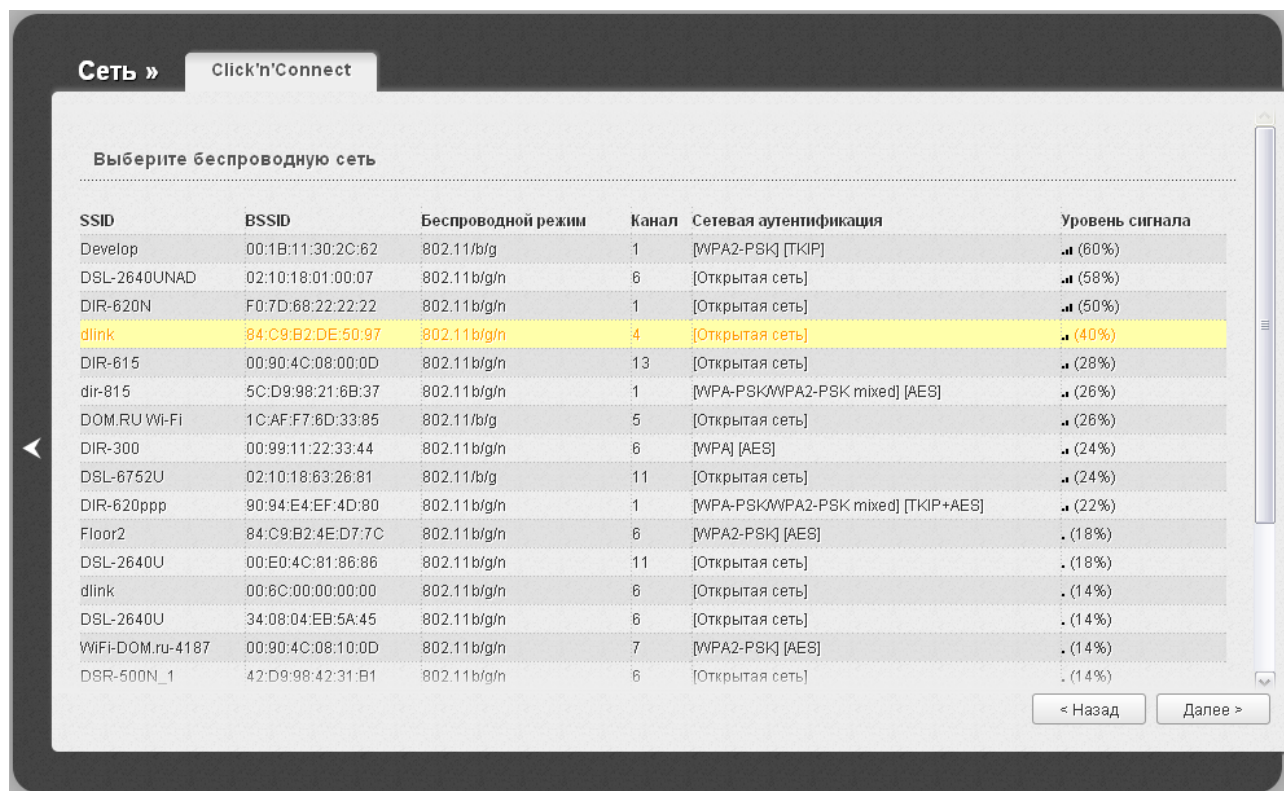 Сеть » Click'n'Connect
Выберите беспроводную сеть
SSID BSSID Беспроводной режим Канал Сетевая аутентификация Уровень сигнала
Develop 00:1B:11:30:2C:62 802.11/b/g 1 [WPA2-PSK] [TKIP] (60%)
DSL-2640UNAD 02:10:18:01:00:07 802.11b/g/n 6 [Открытая сеть] (58%)
DIR-620N F0:7D:68:22:22:22 802.11b/g/n 1 [Открытая сеть] (50%)
dlink 84:C9:B2:DE:50:97 802.11b/g/n 4 [Открытая сеть] (40%)
DIR-615 00:90:4C:08:00:0D 802.11b/g/n 13 [Открытая сеть] (28%)
dir-815 5C:D9:98:21:6B:37 802.11b/g/n 1 [WPA-PSK/WPA2-PSK mixed] [AES] (26%)
DOM.RU Wi-Fi 1C:AF:F7:6D:33:85 802.11/b/g 5 [Открытая сеть] (26%)
DIR-300 00:99:11:22:33:44 802.11b/g/n 6 [WPA] [AES] (24%)
DSL-6752U 02:10:18:63:26:81 802.11/b/g 11 [Открытая сеть] (24%)
DIR-620ppp 90:94:E4:EF:4D:80 802.11b/g/n 1 [WPA-PSK/WPA2-PSK mixed] [TKIP+AES] (22%)
Floor2 84:C9:B2:4E:D7:7C 802.11b/g/n 6 [WPA2-PSK] [AES] (18%)
DSL-2640U 00:E0:4C:81:86:86 802.11b/g/n 11 [Открытая сеть] (18%)
dlink 00:6C:00:00:00:00 802.11b/g/n 6 [Открытая сеть] (14%)
DSL-2640U 34:08:04:EB:5A:45 802.11b/g/n 6 [Открытая сеть] (14%)
WiFi-DOM.ru-4187 00:90:4C:08:10:0D 802.11b/g/n 7 [WPA2-PSK] [AES] (14%)
DSR-500N_1 42:D9:98:42:31:B1 802.11b/g/n 6 [Открытая сеть] (14%)
< Назад Далее >